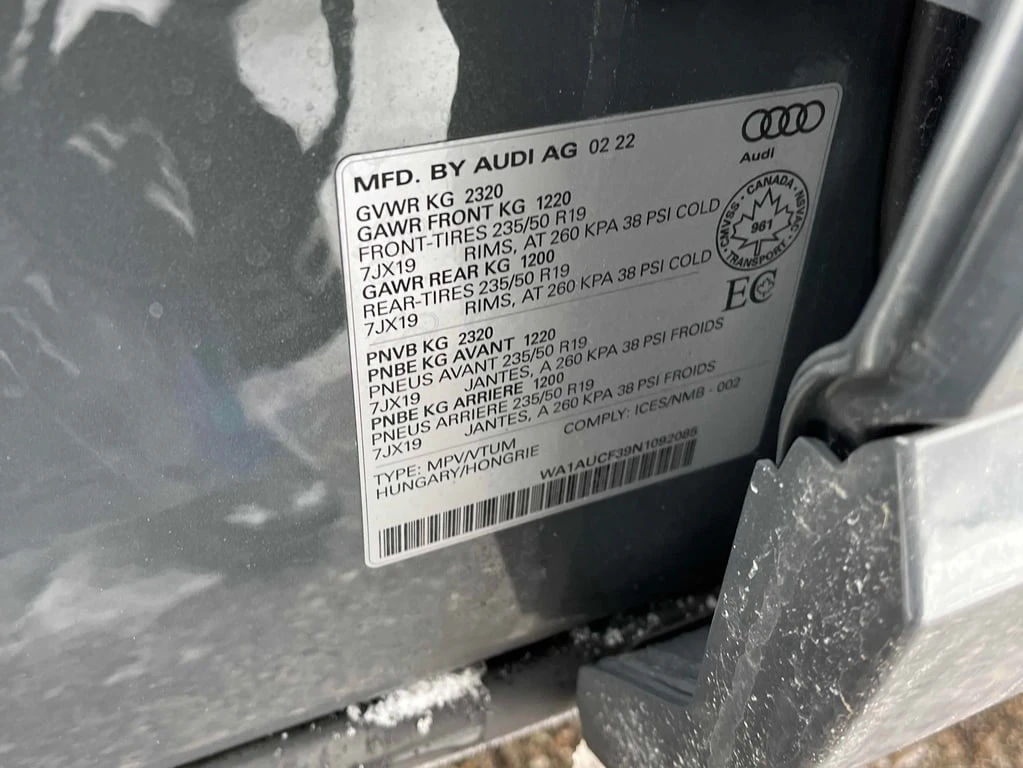 MFD. BY AUDI AG 02 22
Audi
GVWR KG 2320
GAWR FRONT KG 1220
FRONT-TIRES 235/50 R19
7JX19 RIMS, AT 260 KPA 38 PSI COLD
GAWR REAR KG 1200
REAR-TIRES 235/50 R19
7JX19 RIMS, AT 260 KPA 38 PSI COLD
CANADA
CMVSS · NSVAC
961
TRANSPORT
EC
PNVB KG 2320
PNBE KG AVANT 1220
PNEUS AVANT 235/50 R19
7JX19 JANTES, A 260 KPA 38 PSI FROIDS
PNBE KG ARRIERE 1200
PNEUS ARRIERE 235/50 R19
7JX19 JANTES, A 260 KPA 38 PSI FROIDS
TYPE: MPV/VTUM COMPLY: ICES/NMB - 002
HUNGARY/HONGRIE
WA1AUCF39N1092085